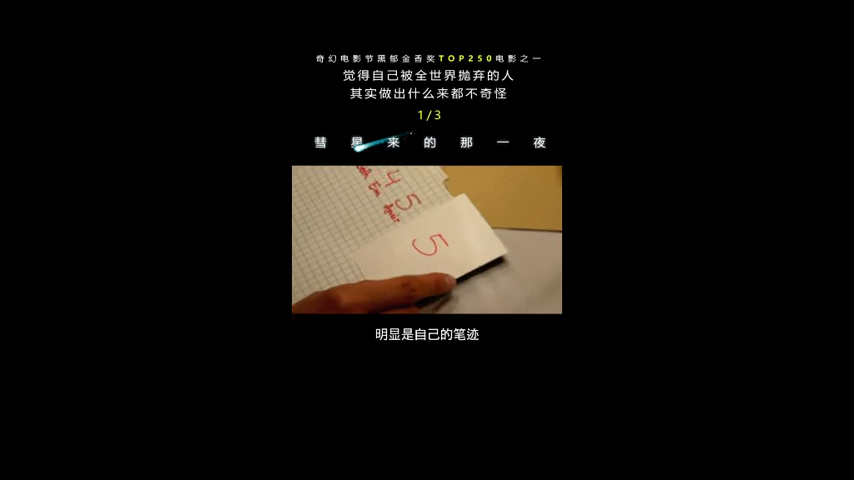 奇幻电影节黑郁金香奖TOP250电影之一
觉得自己被全世界抛弃的人
其实做出什么来都不奇怪
1/3
彗星来的那一夜
4
5
5
明显是自己的笔迹